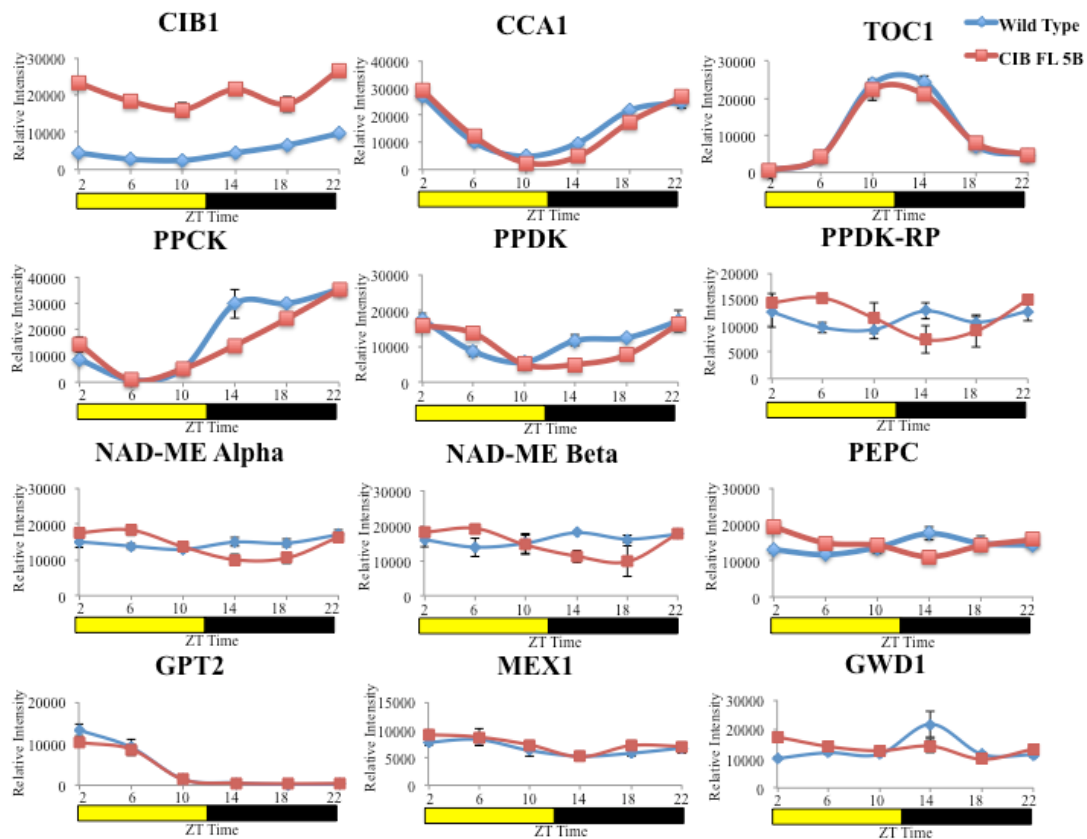 CIB1
CCA1
TOC1
Wild Type
CIB FL 5B
Relative Intensity
30000
20000
10000
0
2 6 10 14 18 22
ZT Time
Relative Intensity
40000
30000
20000
10000
0
2 6 10 14 18 22
ZT Time
Relative Intensity
30000
20000
10000
0
2 6 10 14 18 22
ZT Time
PPCK
PPDK
PPDK-RP
Relative Intensity
40000
30000
20000
10000
0
2 6 10 14 18 22
ZT Time
Relative Intensity
30000
20000
10000
0
2 6 10 14 18 22
ZT Time
Relative Intensity
20000
15000
10000
5000
0
2 6 10 14 18 22
ZT Time
NAD-ME Alpha
NAD-ME Beta
PEPC
Relative Intensity
30000
20000
10000
0
2 6 10 14 18 22
ZT Time
Relative Intensity
30000
20000
10000
0
2 6 10 14 18 22
ZT Time
Relative Intensity
30000
20000
10000
0
2 6 10 14 18 22
ZT Time
GPT2
MEX1
GWD1
Relative Intensity
20000
10000
0
2 6 10 14 18 22
ZT Time
Relative Intensity
15000
10000
5000
0
2 6 10 14 18 22
ZT Time
Relative Intensity
30000
20000
10000
0
2 6 10 14 18 22
ZT Time